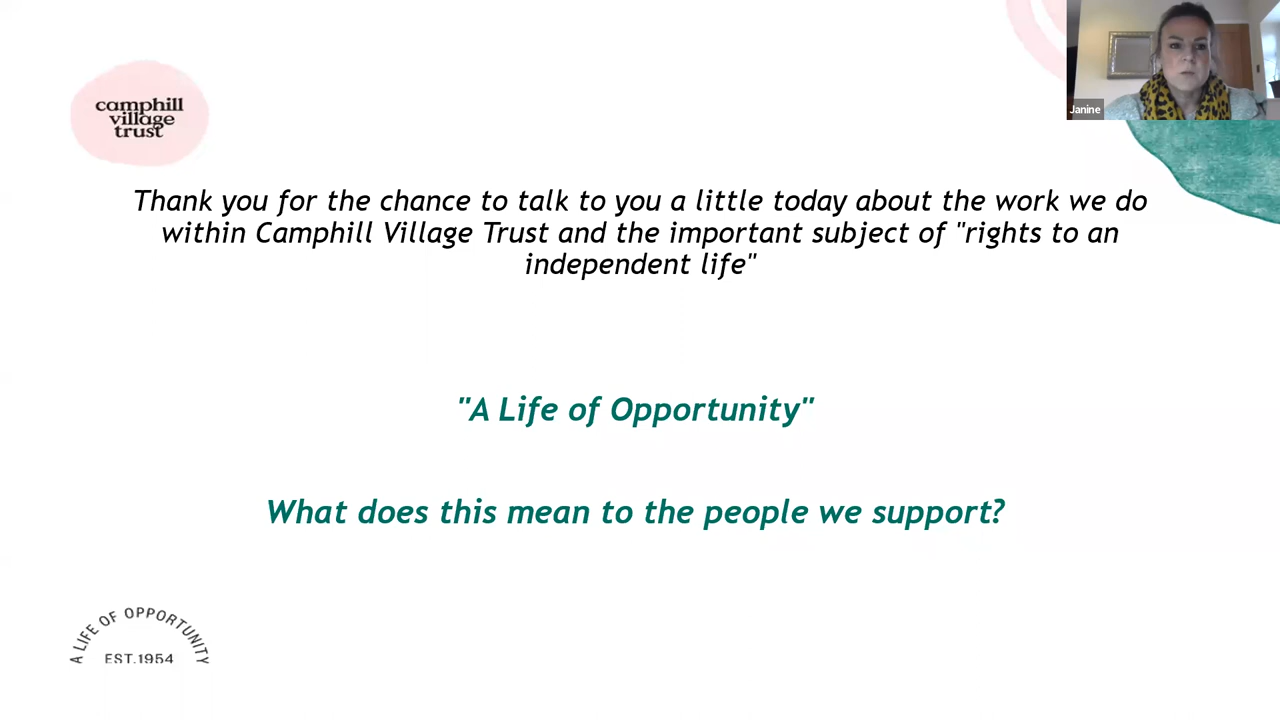 camphill
village
trust
Janine
Thank you for the chance to talk to you a little today about the work we do
within Camphill Village Trust and the important subject of "rights to an
independent life"
"A Life of Opportunity"
What does this mean to the people we support?
A LIFE OF OPPORTUNITY
EST.1954